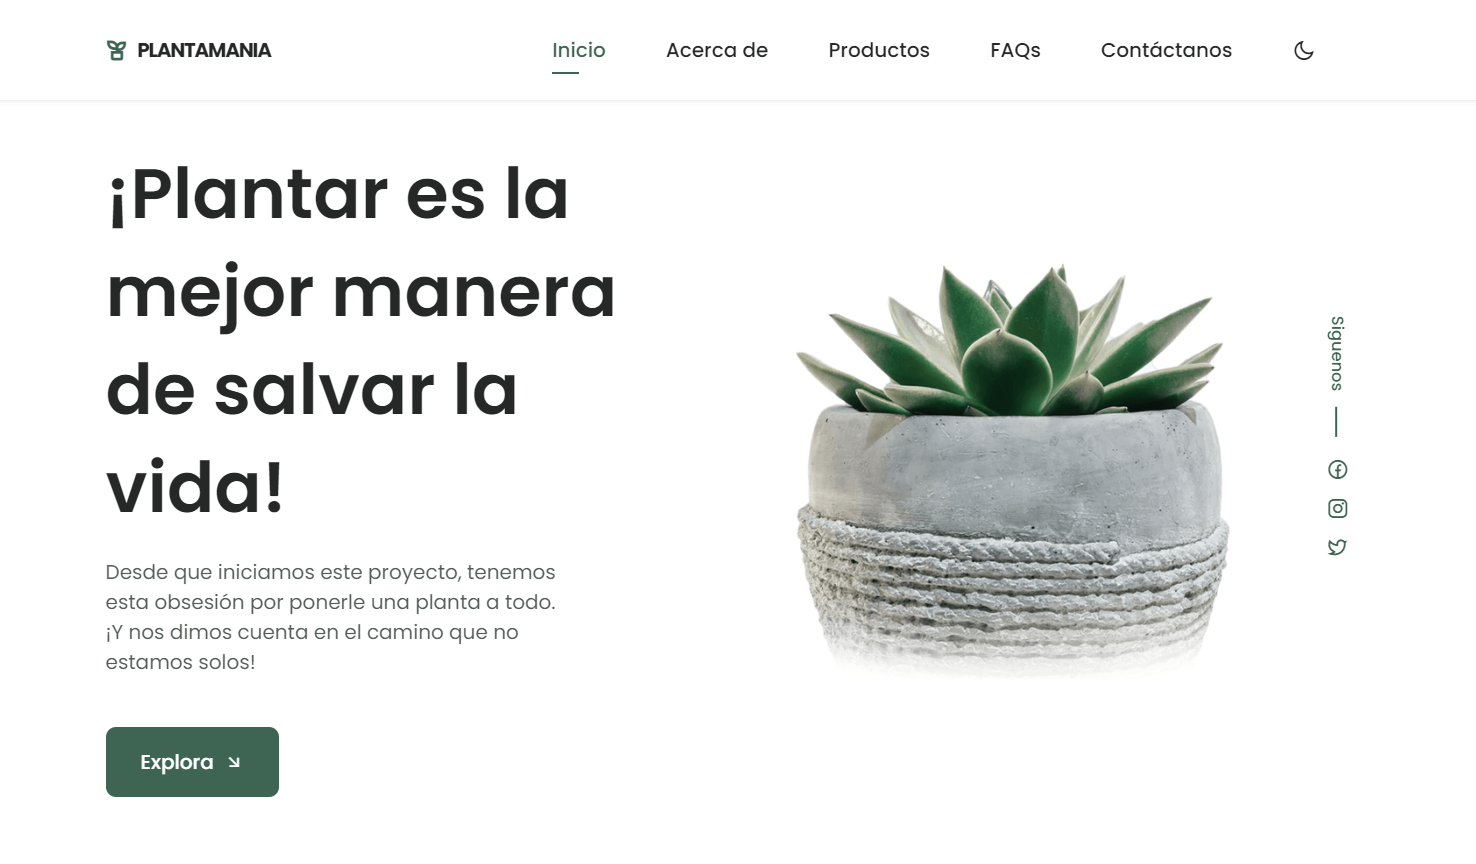 PLANTAMANIA
Inicio
Acerca de
Productos
FAQs
Contáctanos
¡Plantar es la
mejor manera
de salvar la
vida!
Desde que iniciamos este proyecto, tenemos
esta obsesión por ponerle una planta a todo.
¡Y nos dimos cuenta en el camino que no
estamos solos!
Explora
Síguenos